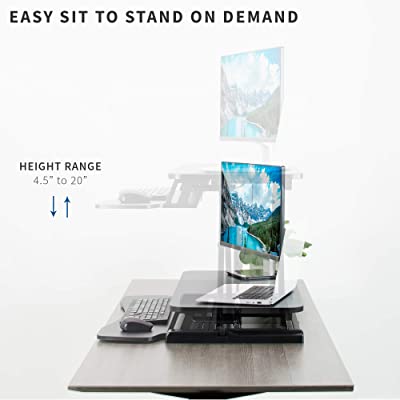 EASY SIT TO STAND ON DEMAND
HEIGHT RANGE
4.5” to 20”